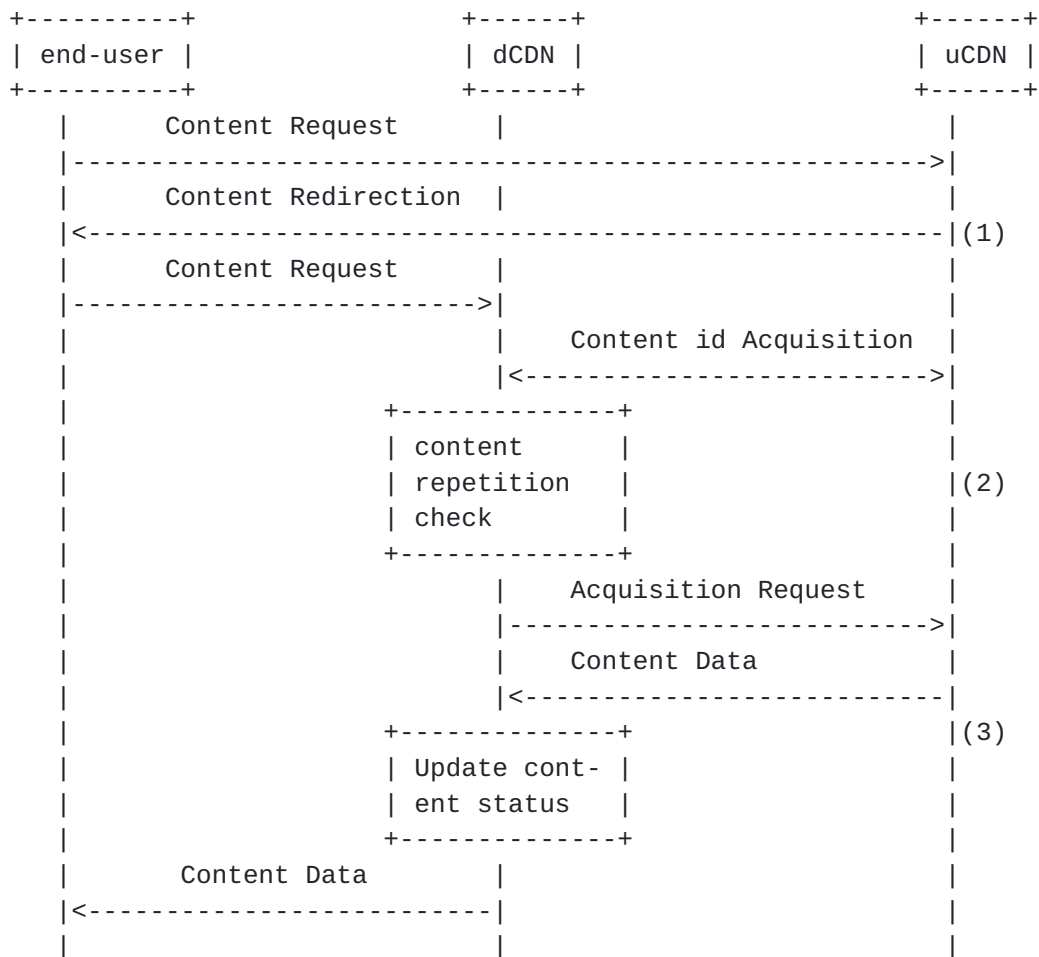 end-user dCDN uCDN
Content Request
Content Redirection
(1)
Content Request
Content id Acquisition
content
repetition (2)
check
Acquisition Request
Content Data
(3)
Update cont-
ent status
Content Data